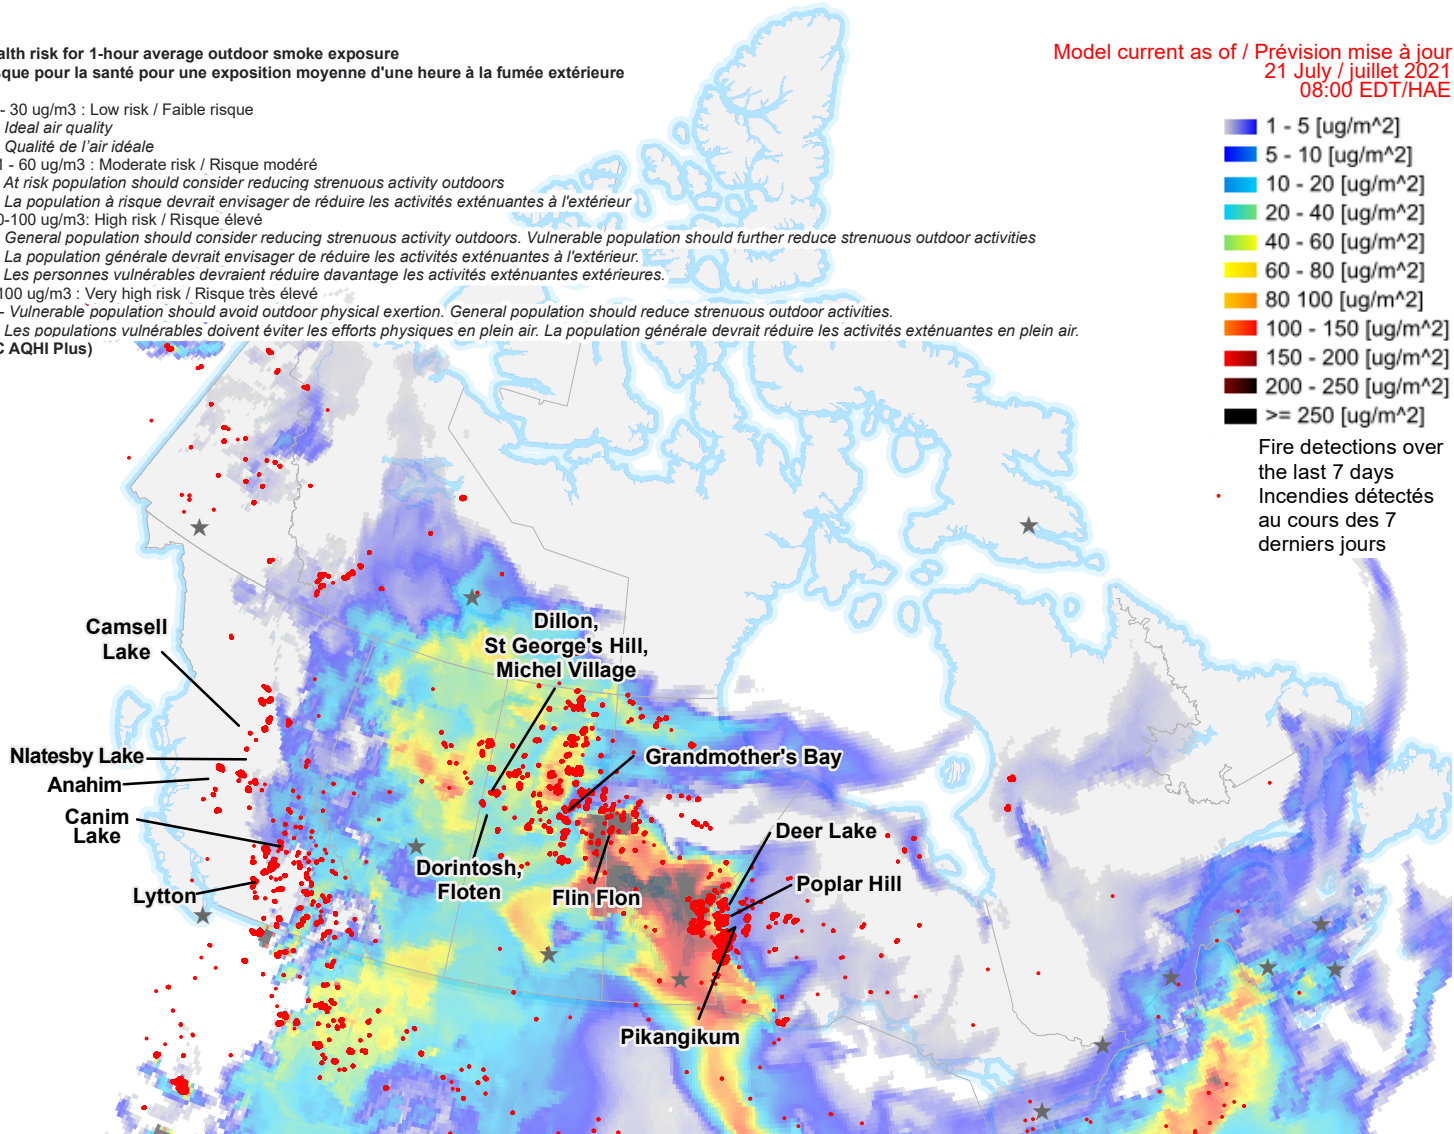 alth risk for 1-hour average outdoor smoke exposure
sque pour la santé pour une exposition moyenne d'une heure à la fumée extérieure
- 30 ug/m3 : Low risk / Faible risque
Ideal air quality
Qualité de l'air idéale
1 - 60 ug/m3 : Moderate risk / Risque modéré
At risk population should consider reducing strenuous activity outdoors
La population à risque devrait envisager de réduire les activités exténuantes à l'extérieur
0-100 ug/m3: High risk / Risque élevé
General population should consider reducing strenuous activity outdoors. Vulnerable population should further reduce strenuous outdoor activities
La population générale devrait envisager de réduire les activités exténuantes à l'extérieur.
Les personnes vulnérables devraient réduire davantage les activités exténuantes extérieures.
100 ug/m3 : Very high risk / Risque très élevé
- Vulnerable population should avoid outdoor physical exertion. General population should reduce strenuous outdoor activities.
Les populations vulnérables doivent éviter les efforts physiques en plein air. La population générale devrait réduire les activités exténuantes en plein air.
C AQHI Plus)
Model current as of / Prévision mise à jour
21 July / juillet 2021
08:00 EDT/HAE
1 - 5 [ug/m^2]
5 - 10 [ug/m^2]
10 - 20 [ug/m^2]
20 - 40 [ug/m^2]
40 - 60 [ug/m^2]
60 - 80 [ug/m^2]
80 100 [ug/m^2]
100 - 150 [ug/m^2]
150 - 200 [ug/m^2]
200 - 250 [ug/m^2]
>= 250 [ug/m^2]
Fire detections over
the last 7 days
Incendies détectés
au cours des 7
derniers jours
Camsell
Lake
Dillon,
St George's Hill,
Michel Village
Nlatesby Lake
Anahim
Grandmother's Bay
Canim
Lake
Deer Lake
Dorintosh,
Floten
Flin Flon
Poplar Hill
Lytton
Pikangikum